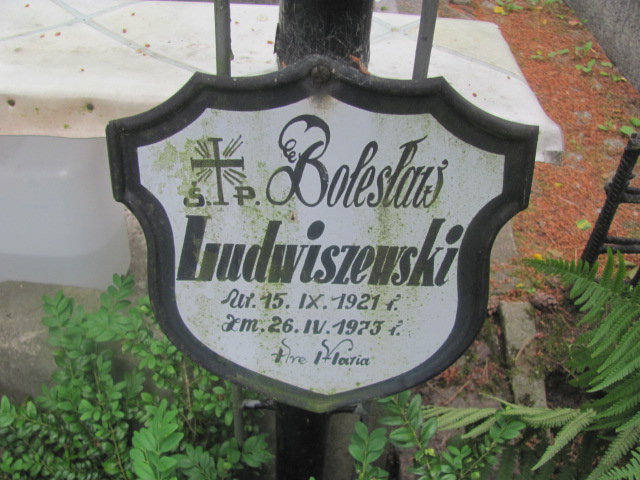 Ś. P. Bolesław
Ludwiszewski
Ur. 15. IX. 1921 r.
Zm. 26. IV. 1973 r.
Ave Maria